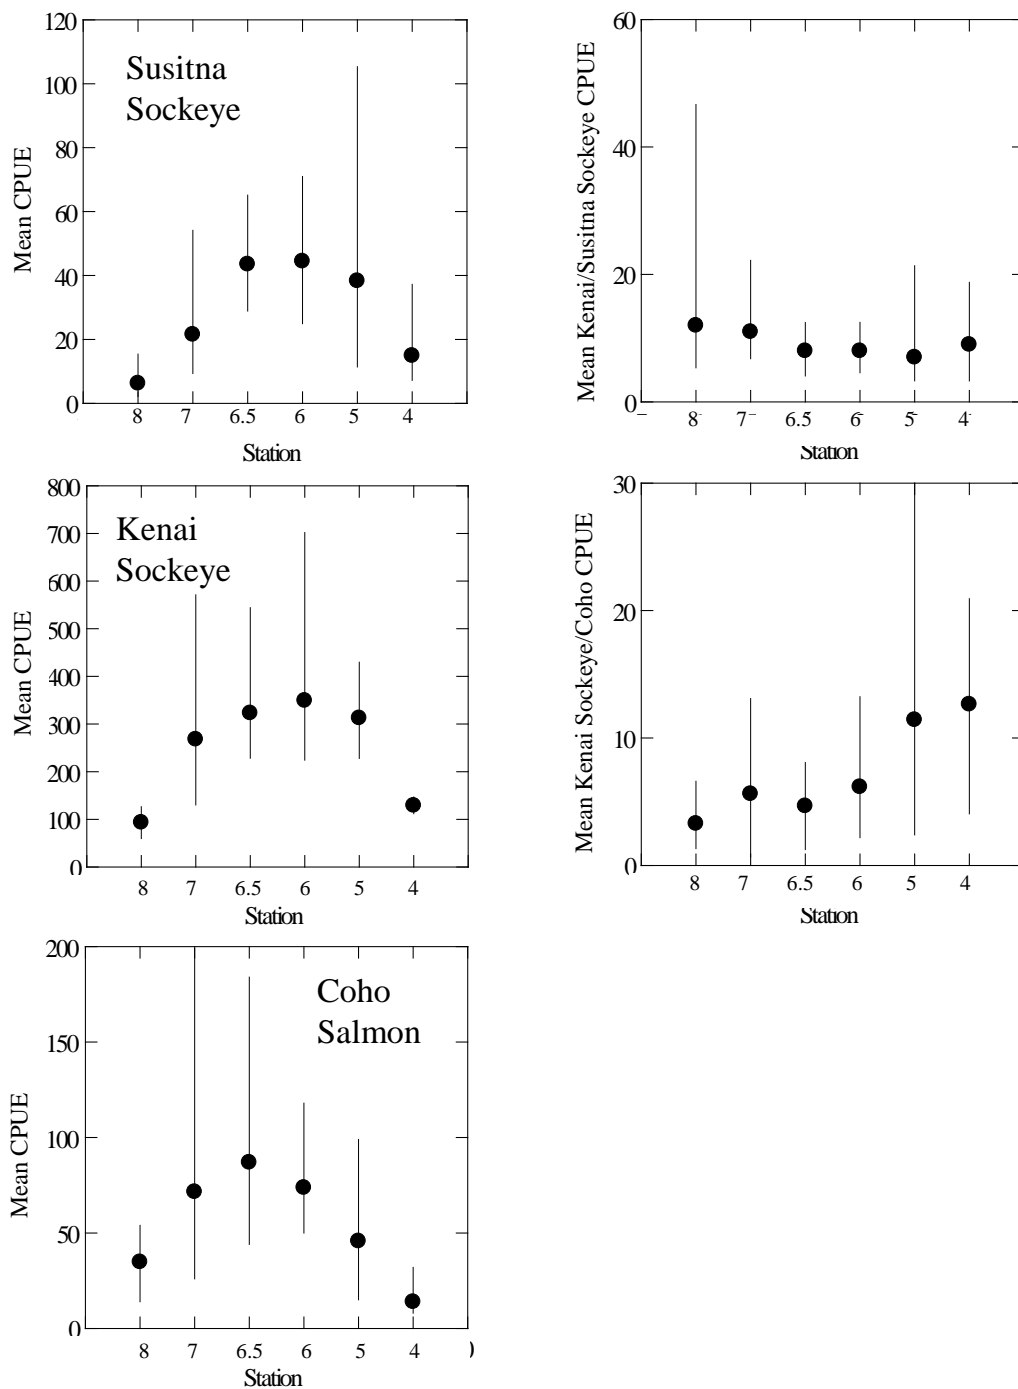 120
100
80
60
40
20
0
Mean CPUE
Susitna
Sockeye
8 7 6.5 6 5 4
Station
60
40
20
0
Mean Kenai/Susitna Sockeye CPUE
8 7 6.5 6 5 4
Station
800
700
600
500
400
300
200
100
0
Mean CPUE
Kenai
Sockeye
8 7 6.5 6 5 4
Station
30
20
10
0
Mean Kenai Sockeye/Coho CPUE
8 7 6.5 6 5 4
Station
200
150
100
50
0
Mean CPUE
Coho
Salmon
8 7 6.5 6 5 4
Station